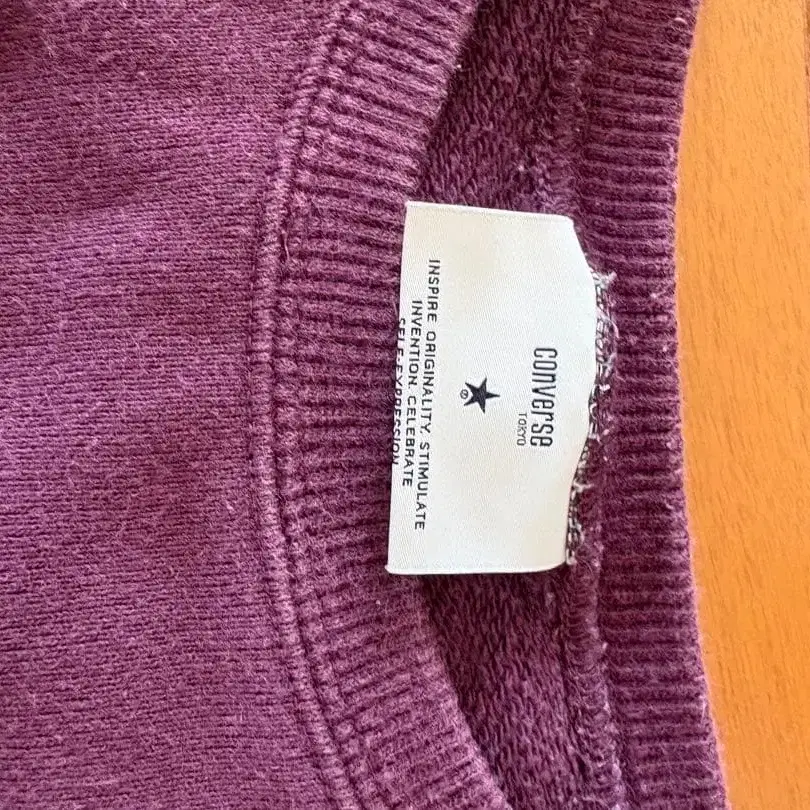 converse
TOKYO
®
INSPIRE ORIGINALITY. STIMULATE
INVENTION. CELEBRATE
SELF-EXPRESSION